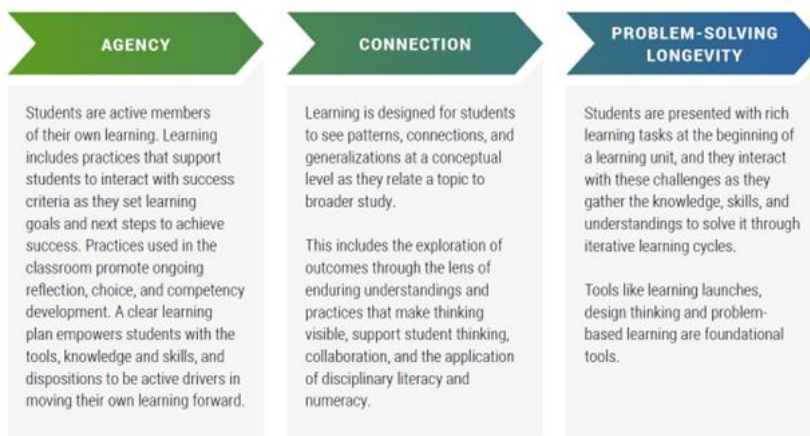 AGENCY
Students are active members
of their own learning. Learning
includes practices that support
students to interact with success
criteria as they set learning
goals and next steps to achieve
success. Practices used in the
classroom promote ongoing
reflection, choice, and competency
development. A clear learning
plan empowers students with the
tools, knowledge and skills, and
dispositions to be active drivers in
moving their own learning forward.
CONNECTION
Learning is designed for students
to see patterns, connections, and
generalizations at a conceptual
level as they relate a topic to
broader study.
This includes the exploration of
outcomes through the lens of
enduring understandings and
practices that make thinking
visible, support student thinking,
collaboration, and the application
of disciplinary literacy and
numeracy.
PROBLEM-SOLVING
LONGEVITY
Students are presented with rich
learning tasks at the beginning of
a learning unit, and they interact
with these challenges as they
gather the knowledge, skills, and
understandings to solve it through
iterative learning cycles.
Tools like learning launches,
design thinking and problem-
based learning are foundational
tools.